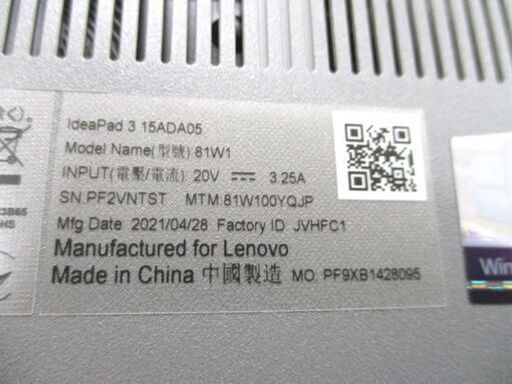 IdeaPad 3 15ADA05
Model Name(型號) 81W1
INPUT(電壓/電流) 20V ⎓ 3.25A
SN:PF2VNTST MTM:81W100YQJP
Mfg Date 2021/04/28 Factory ID JVHFC1
Manufactured for Lenovo
Made in China 中國製造 MO: PF9XB1428095
Win